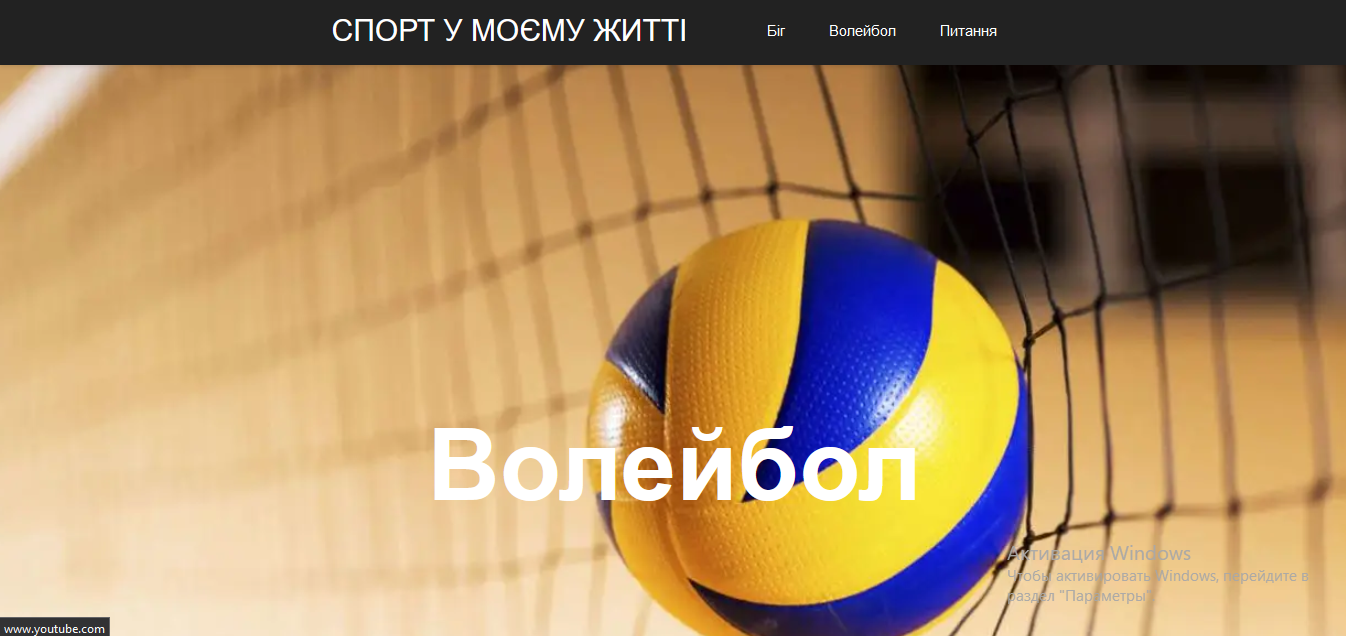 СПОРТ У МОЄМУ ЖИТТІ
Біг
Волейбол
Питання
Волейбол
Активация Windows
Чтобы активировать Windows, перейдите в
раздел "Параметры".
www.youtube.com